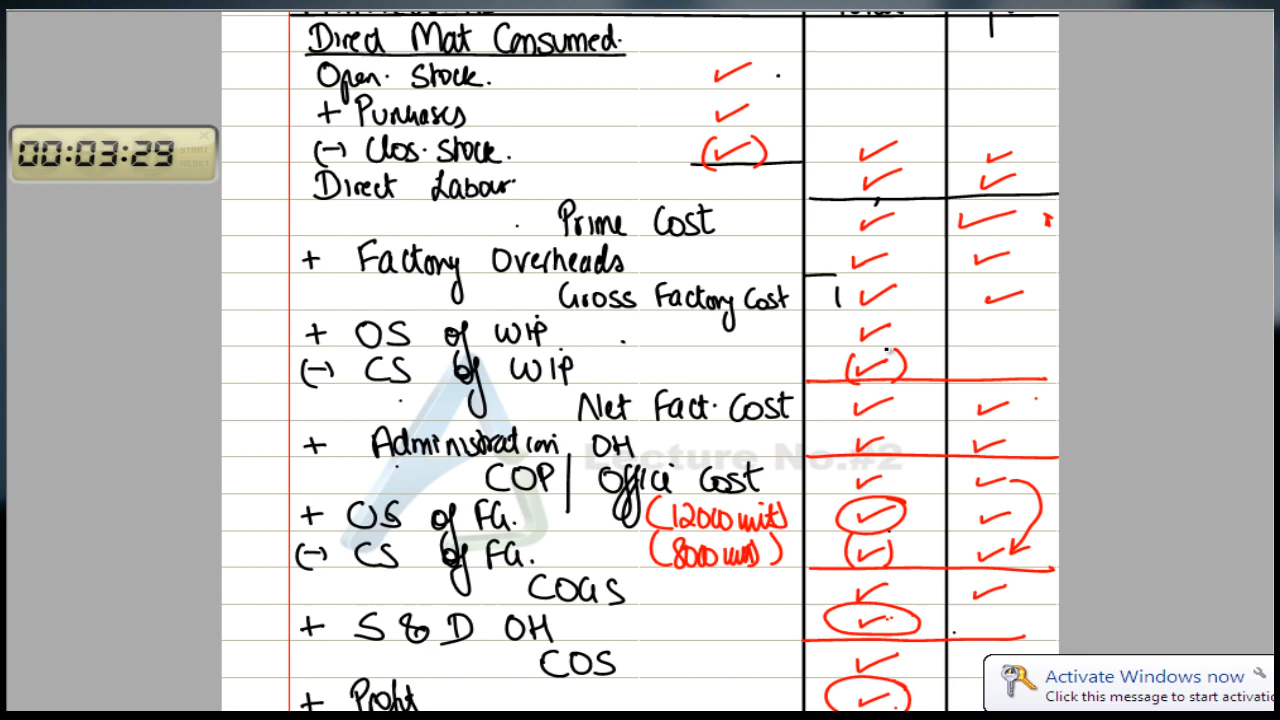 Direct Mat Consumed.
Open. Stock.
+ Purchases
(-) Clos. Stock.
Direct Labour
Prime Cost
+ Factory Overheads
Gross Factory Cost
+ OS of WIP
(-) CS of WIP
Net Fact. Cost
+ Administration OH
COP | Office Cost
+ OS of FG. (12000 units)
(-) CS of FG. (8000 units)
COGS
+ S & D OH
COS
+ Profit
00:03:29
START
RESET
Lecture No.#2
Activate Windows now
Click this message to start activatio